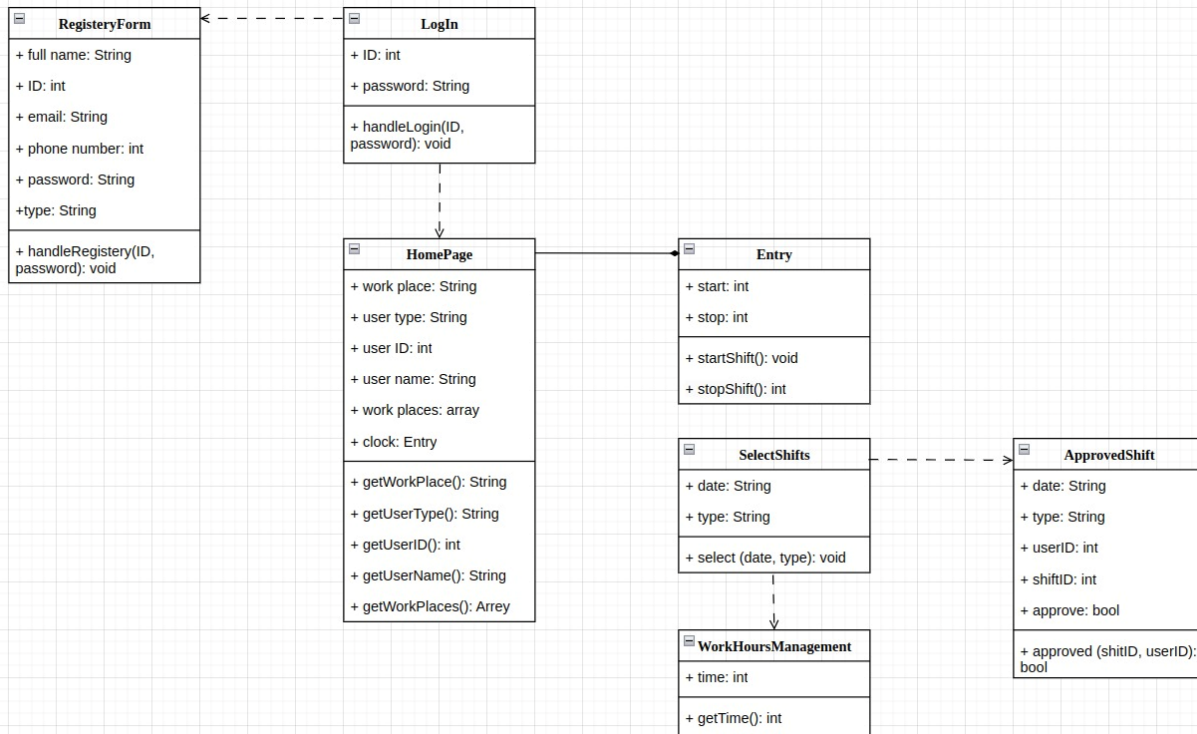 RegisteryForm
+ full name: String
+ ID: int
+ email: String
+ phone number: int
+ password: String
+type: String
+ handleRegistery(ID,
password): void
LogIn
+ ID: int
+ password: String
+ handleLogin(ID,
password): void
HomePage
+ work place: String
+ user type: String
+ user ID: int
+ user name: String
+ work places: array
+ clock: Entry
+ getWorkPlace(): String
+ getUserType(): String
+ getUserID(): int
+ getUserName(): String
+ getWorkPlaces(): Arrey
Entry
+ start: int
+ stop: int
+ startShift(): void
+ stopShift(): int
SelectShifts
+ date: String
+ type: String
+ select (date, type): void
WorkHoursManagement
+ time: int
+ getTime(): int
ApprovedShift
+ date: String
+ type: String
+ userID: int
+ shiftID: int
+ approve: bool
+ approved (shitID, userID):
bool